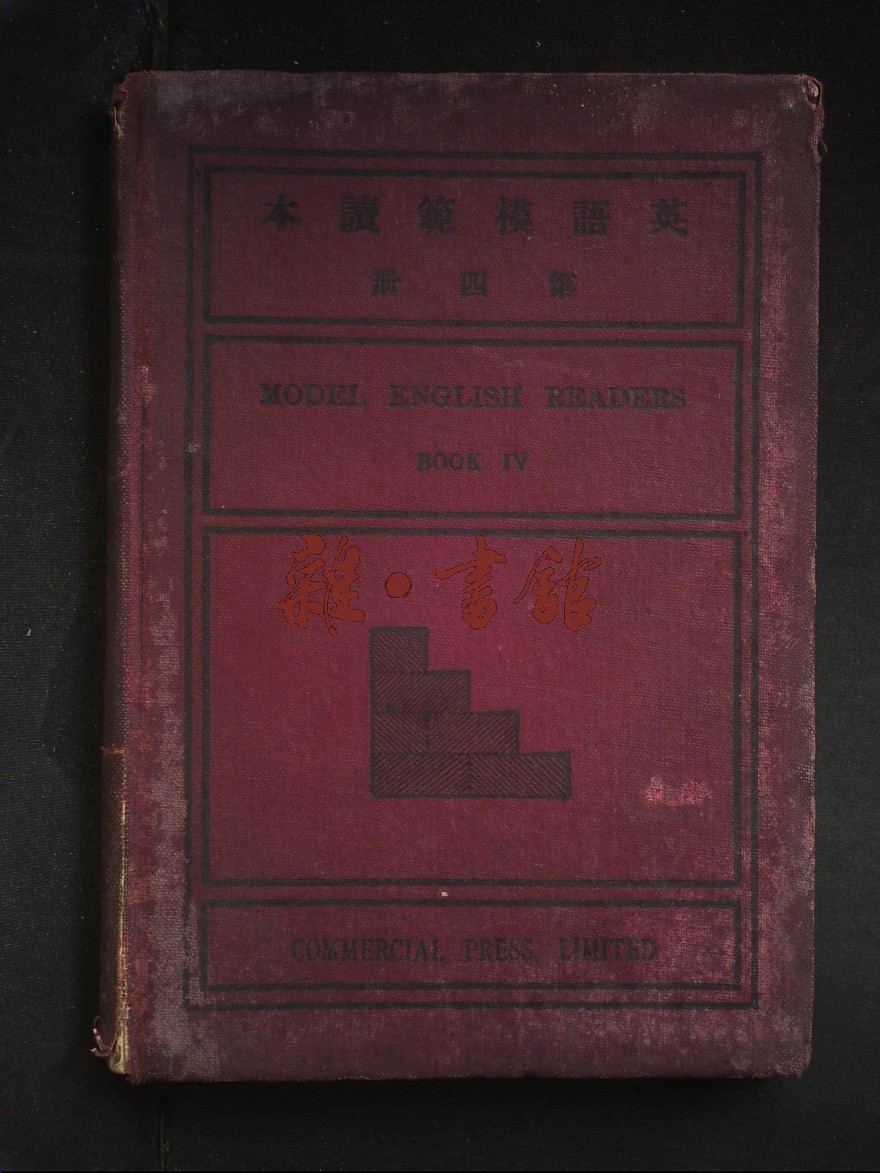 英語模範讀本
第四册
MODEL ENGLISH READERS
BOOK IV
雜·書館
COMMERCIAL PRESS, LIMITED